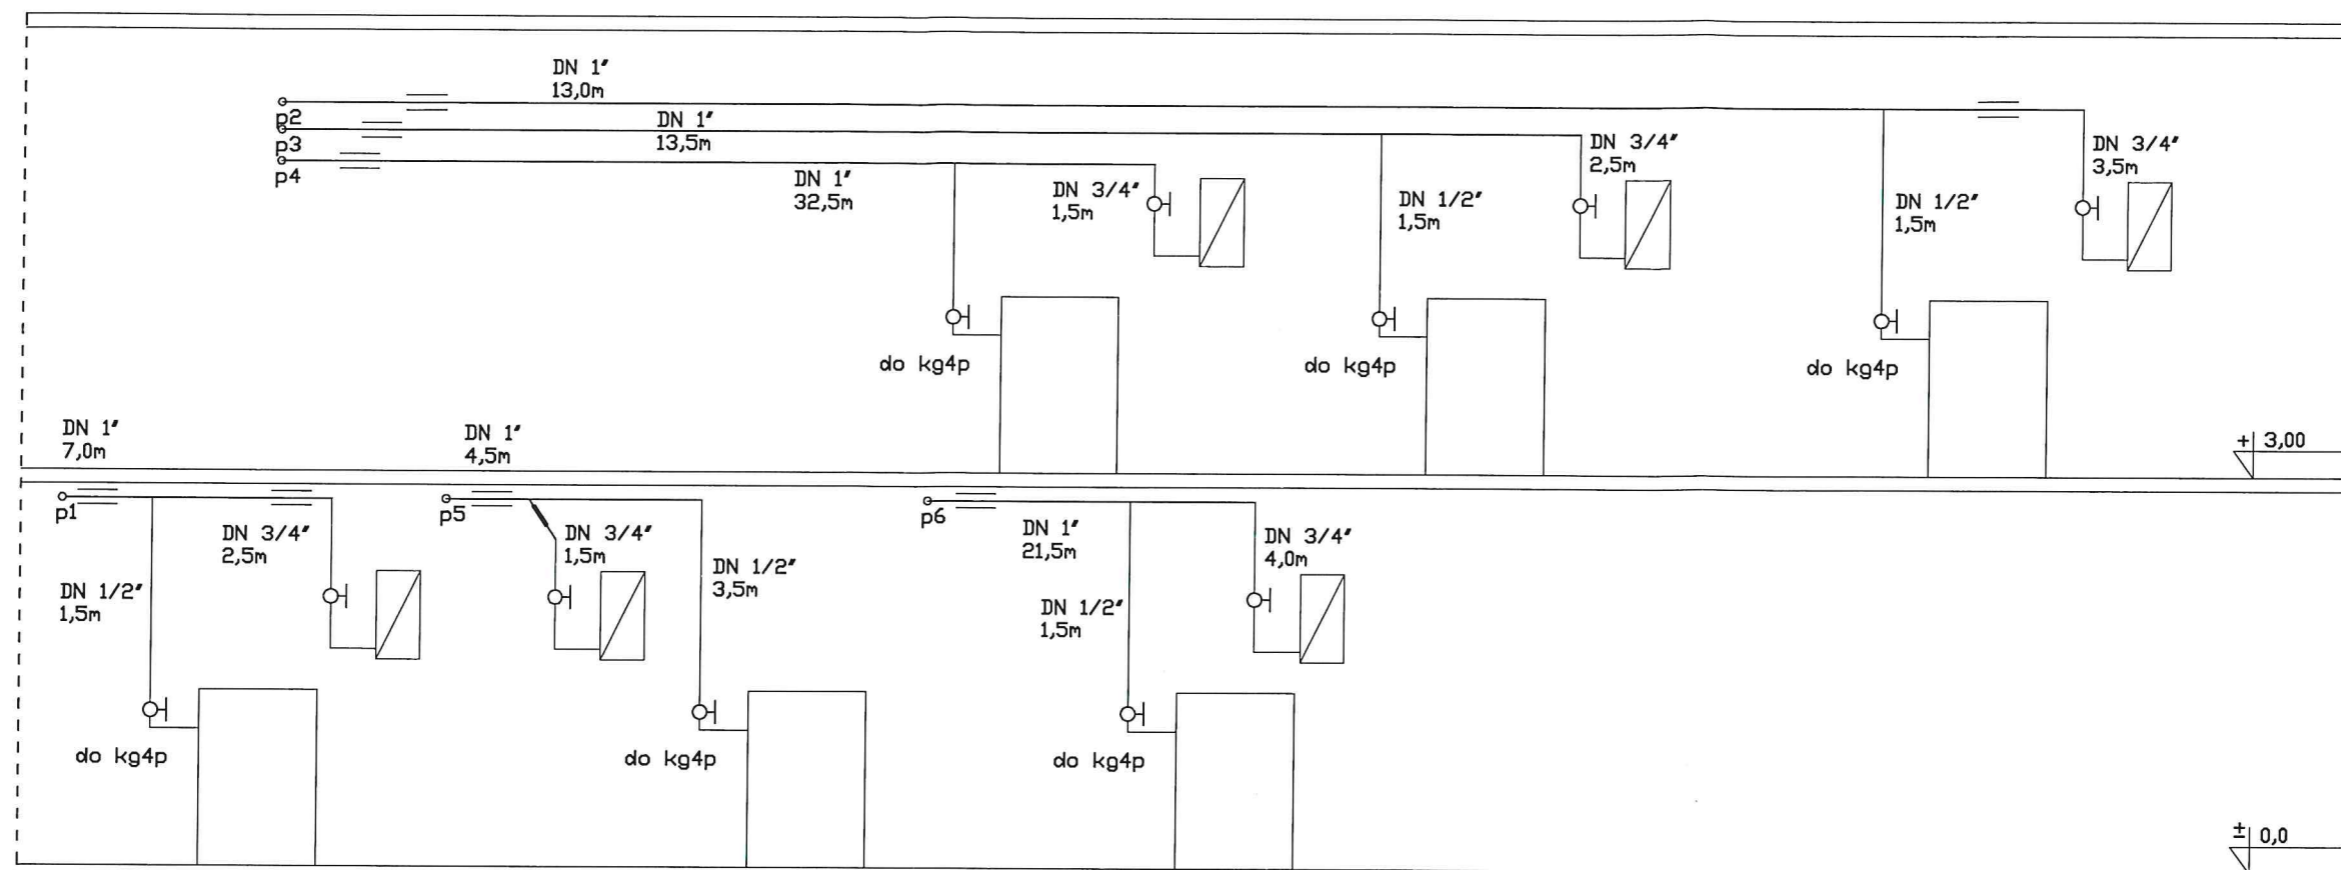 DN 1"
13,0m
p2
DN 1"
13,5m
p3
p4
DN 1"
32,5m
DN 3/4"
1,5m
DN 3/4"
2,5m
DN 3/4"
3,5m
DN 1/2"
1,5m
DN 1/2"
1,5m
do kg4p
do kg4p
do kg4p
DN 1"
7,0m
DN 1"
4,5m
+ 3,00
p1
p5
p6
DN 3/4"
2,5m
DN 3/4"
1,5m
DN 1"
21,5m
DN 3/4"
4,0m
DN 1/2"
1,5m
DN 1/2"
3,5m
DN 1/2"
1,5m
do kg4p
do kg4p
do kg4p
± 0,0